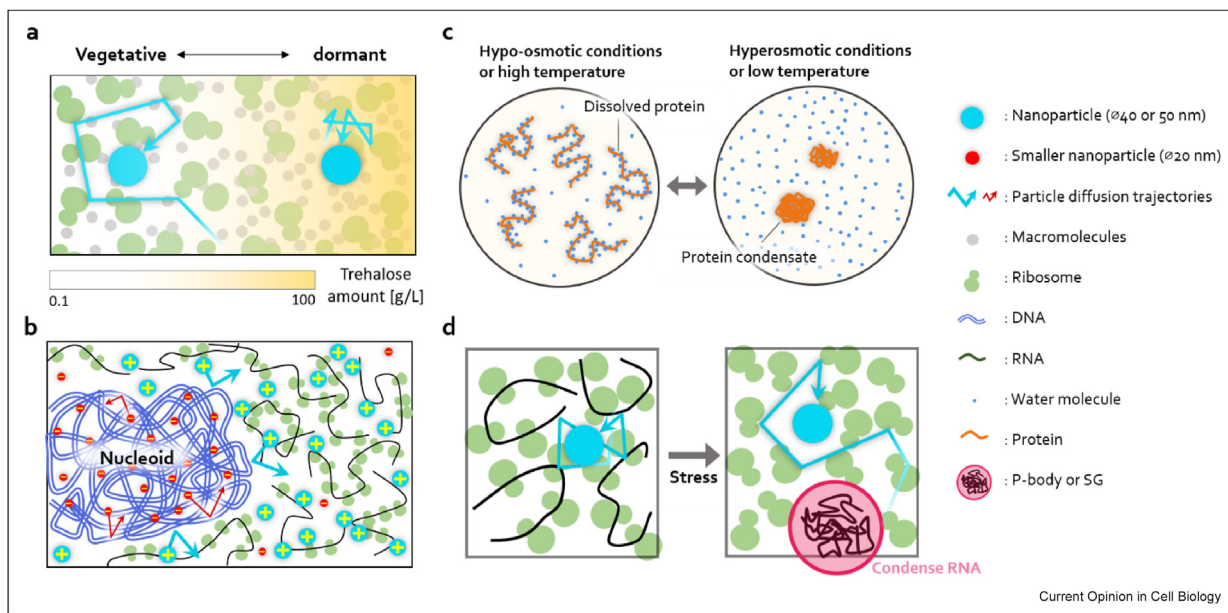 a
Vegetative
dormant
0.1
100
Trehalose
amount [g/L]
b
Nucleoid
c
Hypo-osmotic conditions
or high temperature
Hyperosmotic conditions
or low temperature
Dissolved protein
Protein condensate
d
Stress
Condense RNA
: Nanoparticle (ø40 or 50 nm)
: Smaller nanoparticle (ø20 nm)
: Particle diffusion trajectories
: Macromolecules
: Ribosome
: DNA
: RNA
: Water molecule
: Protein
: P-body or SG
Current Opinion in Cell Biology